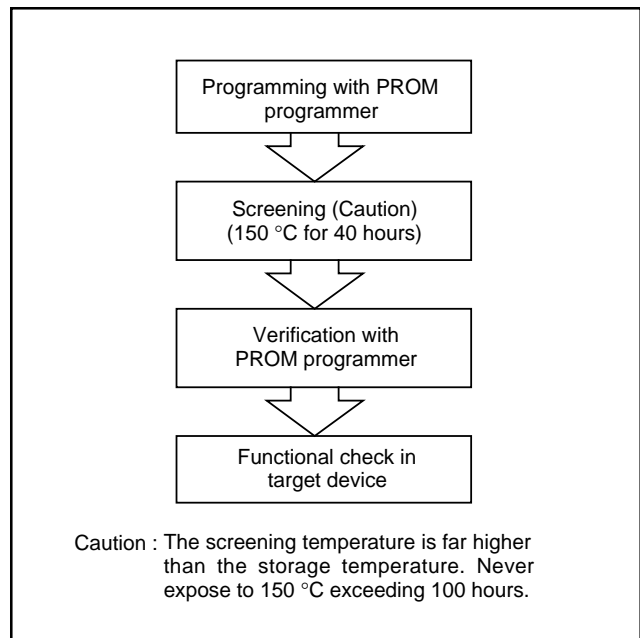 Programming with PROM
programmer
Screening (Caution)
(150 °C for 40 hours)
Verification with
PROM programmer
Functional check in
target device
Caution : The screening temperature is far higher
than the storage temperature. Never
expose to 150 °C exceeding 100 hours.